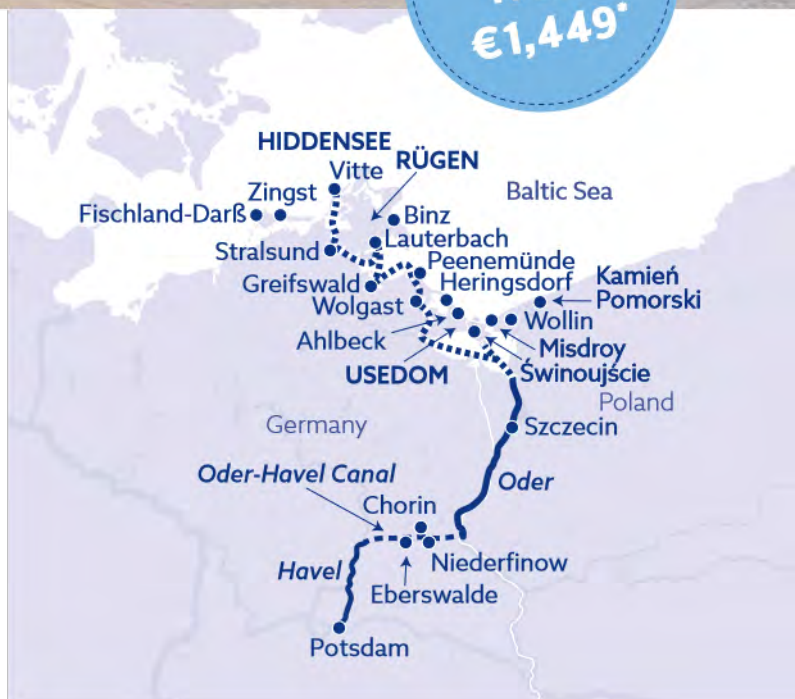 €1,449*
HIDDENSEE
Vitte
RÜGEN
Zingst
Baltic Sea
Fischland-Darß
Binz
Lauterbach
Stralsund
Peenemünde
Greifswald
Heringsdorf
Kamień
Pomorski
Wolgast
Wollin
Ahlbeck
Misdroy
USEDOM
Świnoujście
Poland
Germany
Szczecin
Oder-Havel Canal
Oder
Chorin
Havel
Niederfinow
Eberswalde
Potsdam